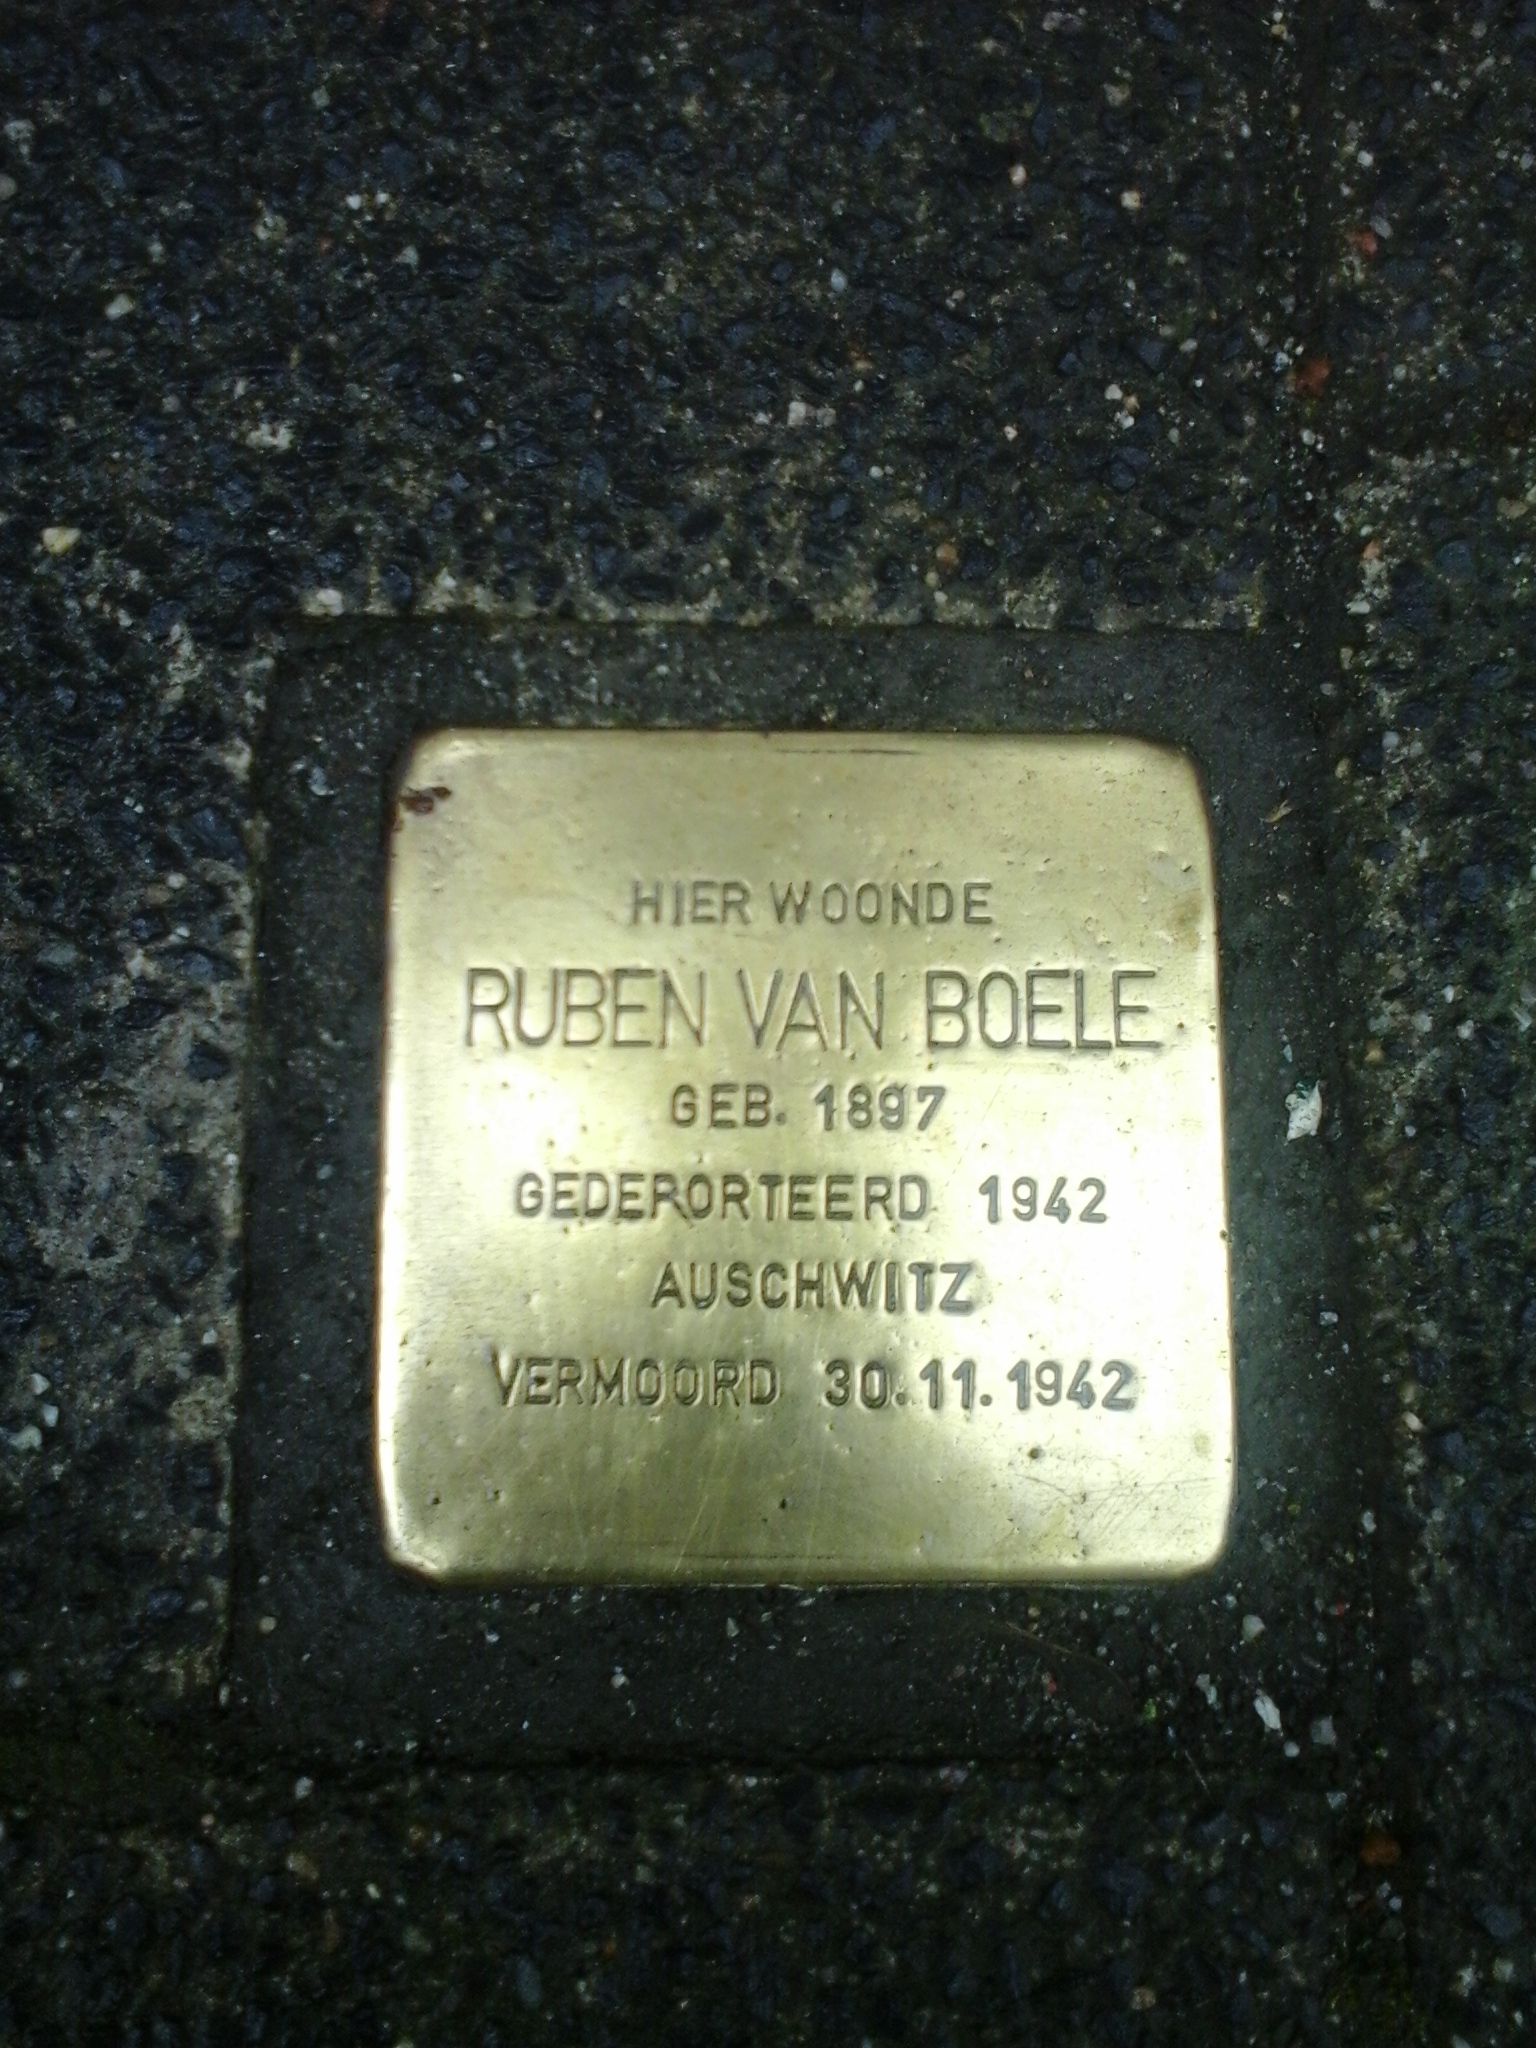 HIER WOONDE
RUBEN VAN BOELE
GEB. 1897
GEDEPORTEERD 1942
AUSCHWITZ
VERMOORD 30.11.1942